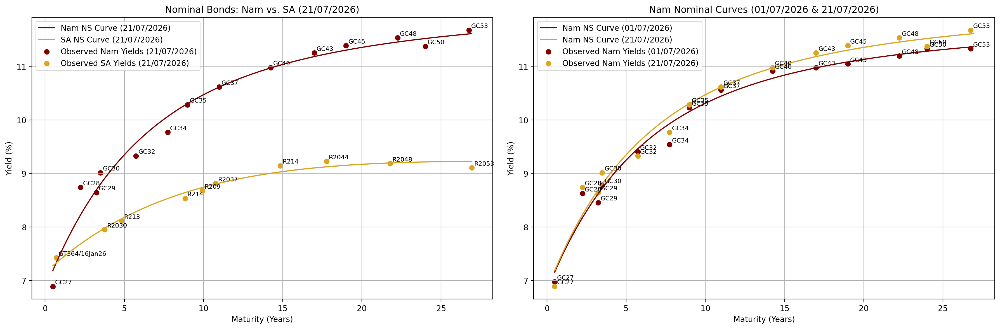 Nominal Bonds: Nam vs. SA (21/07/2026)
Nam NS Curve (21/07/2026)
SA NS Curve (21/07/2026)
Observed Nam Yields (21/07/2026)
Observed SA Yields (21/07/2026)
Yield (%)
11
10
9
8
7
GC53
GC48
GC50
GC45
GC43
GC40
GC37
GC35
GC34
GC32
GC30
GC28
GC29
GC27
R214
R2044
R2048
R2053
R2037
R209
R214
R213
R2030
GT364/16Jan26
0
5
10
15
20
25
Maturity (Years)
Nam Nominal Curves (01/07/2026 & 21/07/2026)
Nam NS Curve (01/07/2026)
Nam NS Curve (21/07/2026)
Observed Nam Yields (01/07/2026)
Observed Nam Yields (21/07/2026)
Yield (%)
11
10
9
8
7
GC53
GC48
GC50
GC50
GC53
GC45
GC43
GC48
GC45
GC43
GC40
GC40
GC37
GC37
GC35
GC35
GC34
GC34
GC32
GC32
GC30
GC30
GC28
GC28
GC29
GC29
GC27
GC27
0
5
10
15
20
25
Maturity (Years)